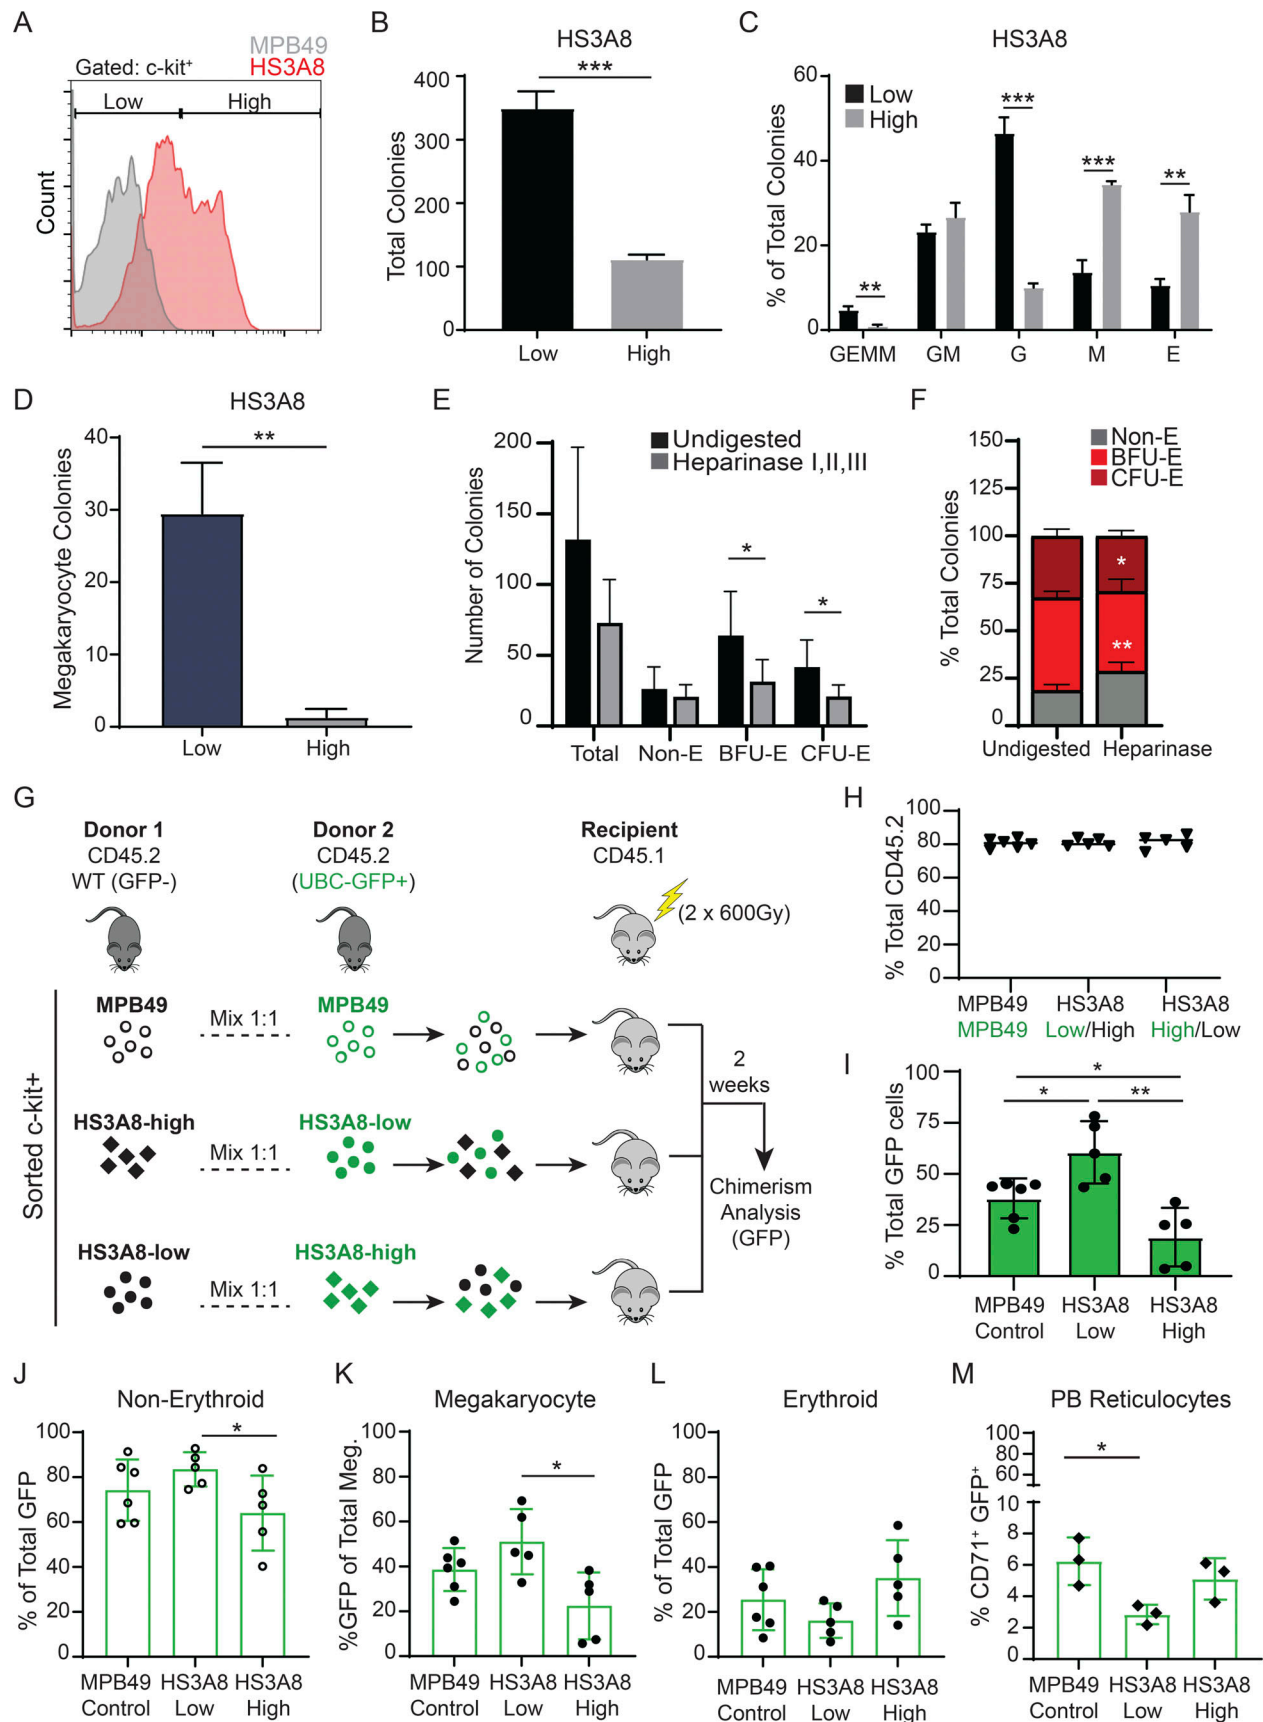 A
MPB49
Gated: c-kit+
HS3A8
Low
High
Count
B
HS3A8
***
Total Colonies
400
300
200
100
0
Low
High
C
HS3A8
Low
High
% of Total Colonies
60
40
20
0
**
***
***
**
GEMM
GM
G
M
E
D
HS3A8
**
Megakaryocyte Colonies
40
30
20
10
0
Low
High
E
Undigested
Heparinase I,II,III
Number of Colonies
200
150
100
50
0
*
*
Total
Non-E
BFU-E
CFU-E
F
Non-E
BFU-E
CFU-E
% Total Colonies
150
125
100
75
50
25
0
*
**
Undigested
Heparinase
G
Donor 1
CD45.2
WT (GFP-)
Donor 2
CD45.2
(UBC-GFP+)
Recipient
CD45.1
(2 x 600Gy)
Sorted c-kit+
MPB49
Mix 1:1
MPB49
HS3A8-high
Mix 1:1
HS3A8-low
HS3A8-low
Mix 1:1
HS3A8-high
2
weeks
Chimerism
Analysis
(GFP)
H
% Total CD45.2
100
80
60
40
20
0
MPB49
MPB49
HS3A8
Low/High
HS3A8
High/Low
I
% Total GFP cells
100
75
50
25
0
*
*
**
MPB49
Control
HS3A8
Low
HS3A8
High
J
Non-Erythroid
% of Total GFP
100
80
60
40
20
0
*
MPB49
Control
HS3A8
Low
HS3A8
High
K
Megakaryocyte
%GFP of Total Meg.
100
80
60
40
20
0
*
MPB49
Control
HS3A8
Low
HS3A8
High
L
Erythroid
% of Total GFP
100
80
60
40
20
0
MPB49
Control
HS3A8
Low
HS3A8
High
M
PB Reticulocytes
% CD71+ GFP+
100
80
60
10
8
6
4
2
0
*
MPB49
Control
HS3A8
Low
HS3A8
High